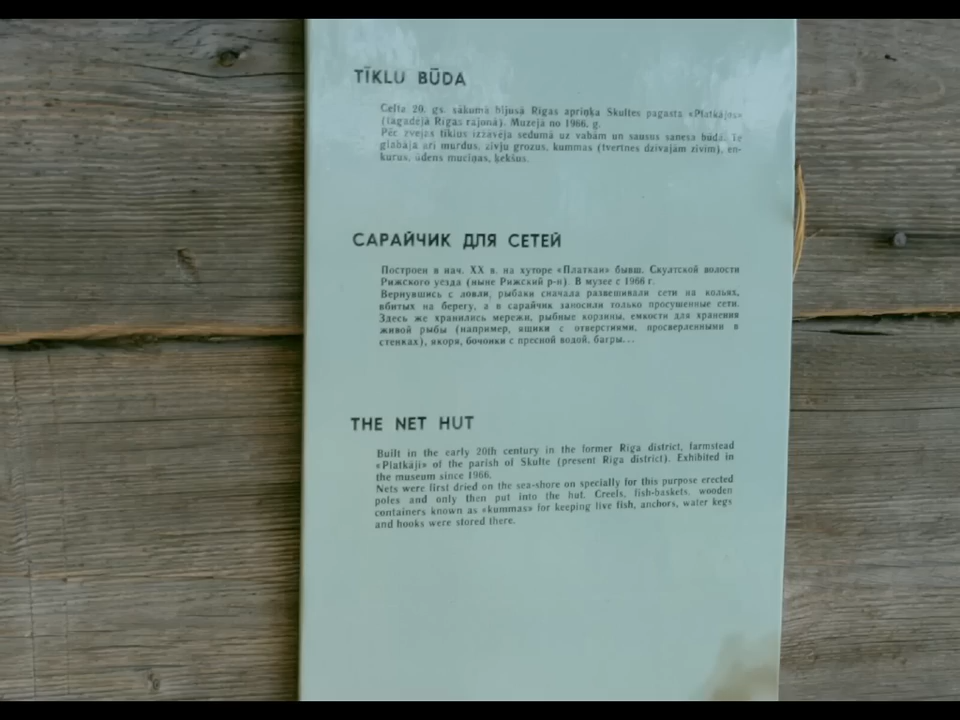 TĪKLU BŪDA
Celta 20. gs. sākumā bijušā Rīgas apriņķa Skultes pagasta «Platkājas»
(tagadējā Rīgas rajonā). Muzejā no 1966. g.
Pēc zvejas tīklus izžāvēja sedumā uz vabām un sausus sanesa būdā. Te
glabāja arī murdus, zivju grozus, kummas (tvertnes dzīvajām zivīm), en-
kurus, ūdens muciņas, ķekšus.
САРАЙЧИК ДЛЯ СЕТЕЙ
Построен в нач. XX в. на хуторе «Платкаи» бывш. Скултской волости
Рижского уезда (ныне Рижский р-н). В музее с 1966 г.
Вернувшись с ловли, рыбаки сначала развешивали сети на кольях,
вбитых на берегу, а в сарайчик заносили только просушенные сети.
Здесь же хранились мережи, рыбные корзины, емкости для хранения
живой рыбы (например, ящики с отверстиями, просверленными в
стенках), якоря, бочонки с пресной водой, багры...
THE NET HUT
Built in the early 20th century in the former Riga district, farmstead
«Platkāji» of the parish of Skulte (present Riga district). Exhibited in
the museum since 1966.
Nets were first dried on the sea-shore on specially for this purpose erected
poles and only then put into the hut. Creels, fish-baskets, wooden
containers known as «kummas» for keeping live fish, anchors, water kegs
and hooks were stored there.